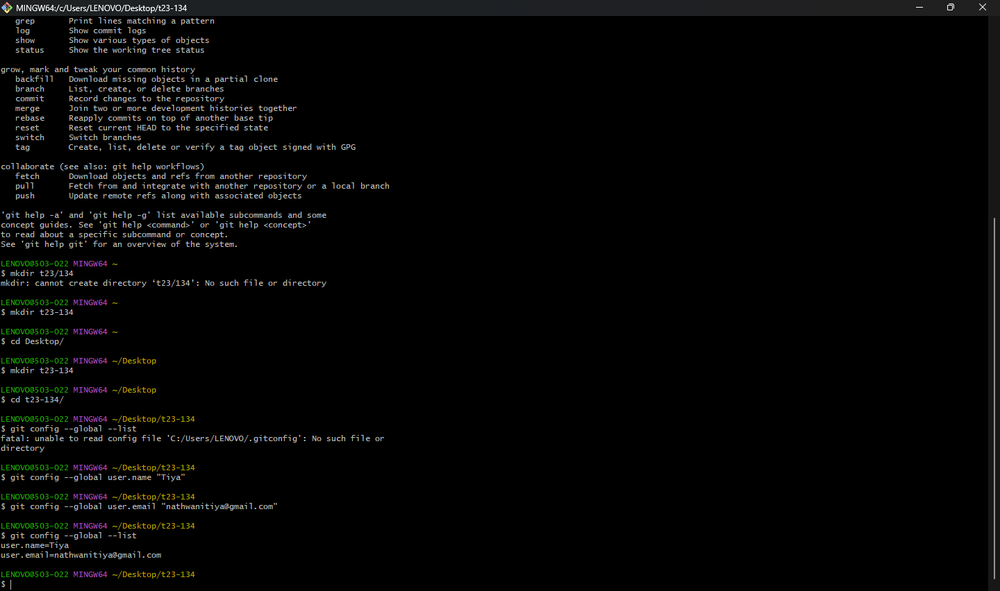 MINGW64:/c/Users/LENOVO/Desktop/t23-134
   grep       Print lines matching a pattern
   log        Show commit logs
   show       Show various types of objects
   status     Show the working tree status

grow, mark and tweak your common history
   backfill   Download missing objects in a partial clone
   branch     List, create, or delete branches
   commit     Record changes to the repository
   merge      Join two or more development histories together
   rebase     Reapply commits on top of another base tip
   reset      Reset current HEAD to the specified state
   switch     Switch branches
   tag        Create, list, delete or verify a tag object signed with GPG

collaborate (see also: git help workflows)
   fetch      Download objects and refs from another repository
   pull       Fetch from and integrate with another repository or a local branch
   push       Update remote refs along with associated objects

'git help -a' and 'git help -g' list available subcommands and some
concept guides. See 'git help <command>' or 'git help <concept>'
to read about a specific subcommand or concept.
See 'git help git' for an overview of the system.

LENOVO@503-022 MINGW64 ~
$ mkdir t23/134
mkdir: cannot create directory ‘t23/134’: No such file or directory

LENOVO@503-022 MINGW64 ~
$ mkdir t23-134

LENOVO@503-022 MINGW64 ~
$ cd Desktop/

LENOVO@503-022 MINGW64 ~/Desktop
$ mkdir t23-134

LENOVO@503-022 MINGW64 ~/Desktop
$ cd t23-134/

LENOVO@503-022 MINGW64 ~/Desktop/t23-134
$ git config --global --list
fatal: unable to read config file 'C:/Users/LENOVO/.gitconfig': No such file or
directory

LENOVO@503-022 MINGW64 ~/Desktop/t23-134
$ git config --global user.name "Tiya"

LENOVO@503-022 MINGW64 ~/Desktop/t23-134
$ git config --global user.email "nathwanitiya@gmail.com"

LENOVO@503-022 MINGW64 ~/Desktop/t23-134
$ git config --global --list
user.name=Tiya
user.email=nathwanitiya@gmail.com

LENOVO@503-022 MINGW64 ~/Desktop/t23-134
$